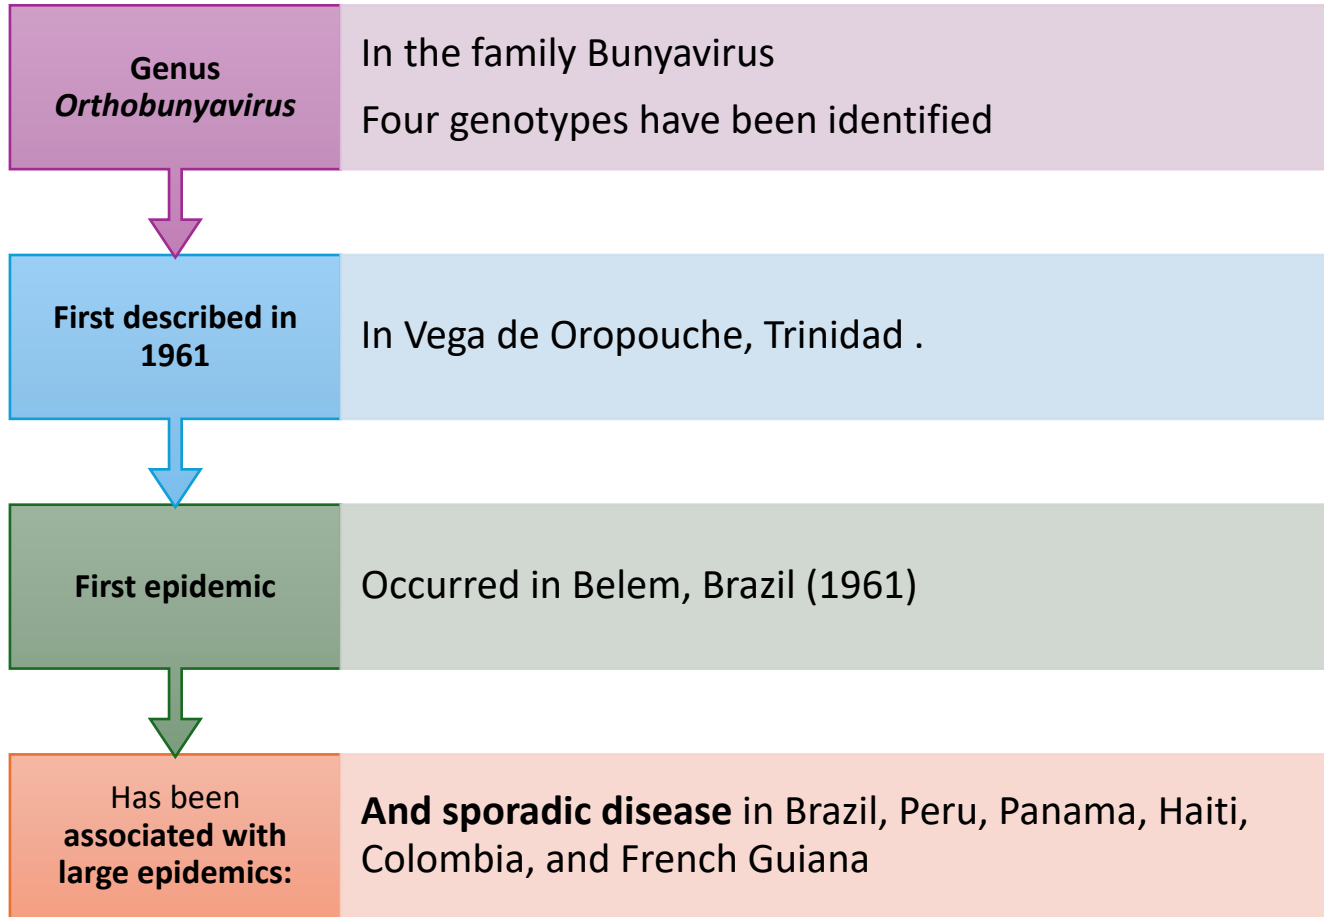 Genus
Orthobunyavirus
In the family Bunyavirus
Four genotypes have been identified
First described in
1961
In Vega de Oropouche, Trinidad .
First epidemic
Occurred in Belem, Brazil (1961)
Has been
associated with
large epidemics:
And sporadic disease in Brazil, Peru, Panama, Haiti,
Colombia, and French Guiana